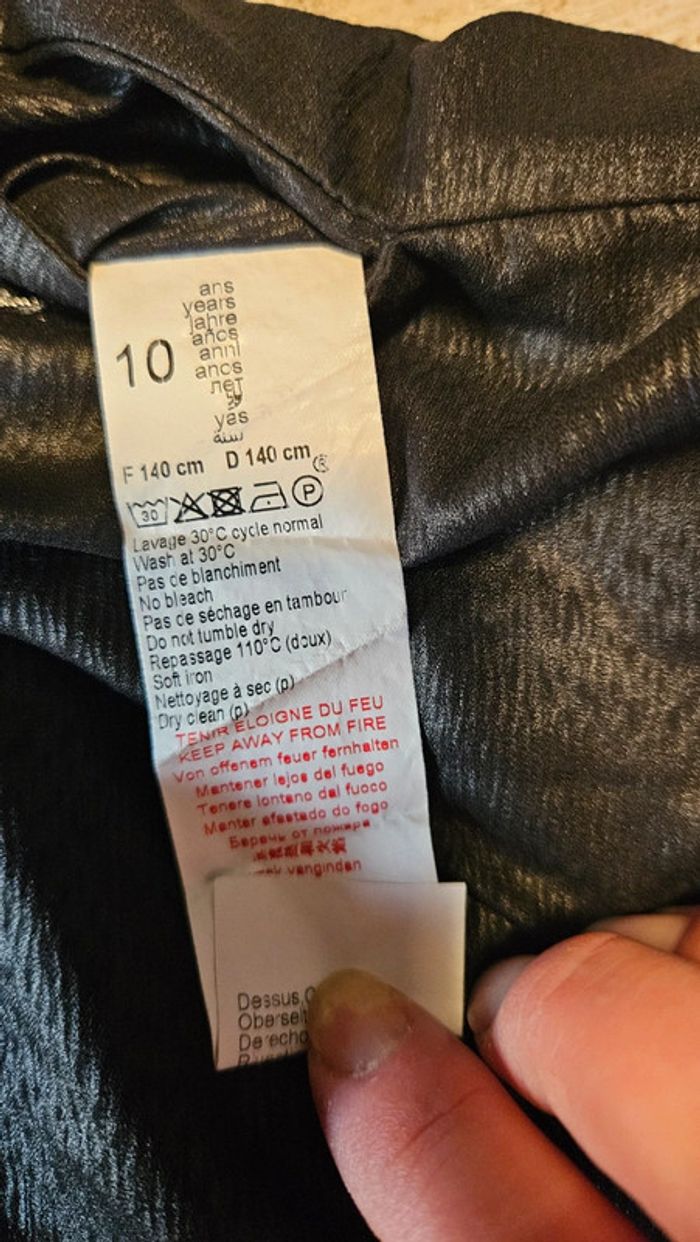 ans
years
jahre
años
anni
10
anos
лет
yas
سنة
F 140 cm D 140 cm
30
P
Lavage 30°C cycle normal
Wash at 30°C
Pas de blanchiment
No bleach
Pas de séchage en tambour
Do not tumble dry
Repassage 110°C (doux)
Soft iron
Nettoyage à sec (p)
Dry clean (p)
TENIR ELOIGNE DU FEU
KEEP AWAY FROM FIRE
Von offenem feuer fernhalten
Mantener lejos del fuego
Tenere lontano dal fuoco
Manter afastado do fogo
Беречь от пожара
yangindan
Dessus
Derecho